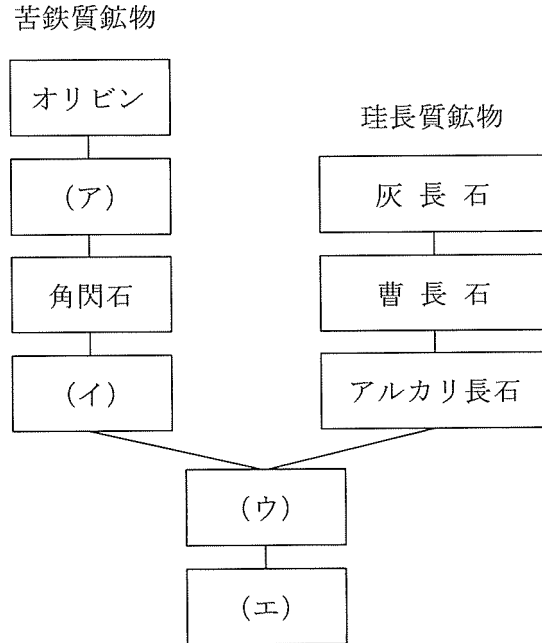 苦鉄質鉱物
オリビン
(ア)
角閃石
(イ)
珪長質鉱物
灰長石
曹長石
アルカリ長石
(ウ)
(エ)